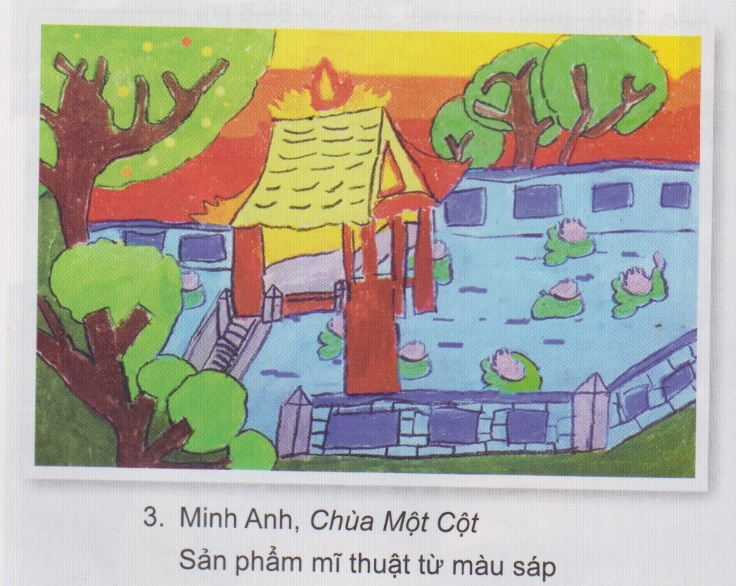 3. Minh Anh, Chùa Một Cột
Sản phẩm mĩ thuật từ màu sáp